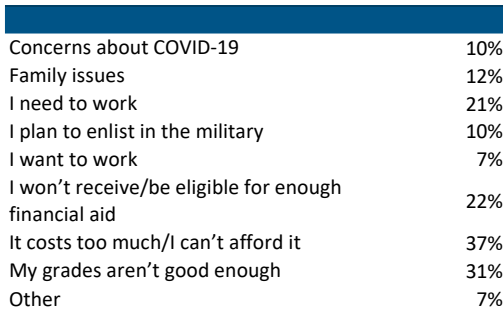 Concerns about COVID-19 10%
Family issues 12%
I need to work 21%
I plan to enlist in the military 10%
I want to work 7%
I won’t receive/be eligible for enough
financial aid 22%
It costs too much/I can’t afford it 37%
My grades aren’t good enough 31%
Other 7%